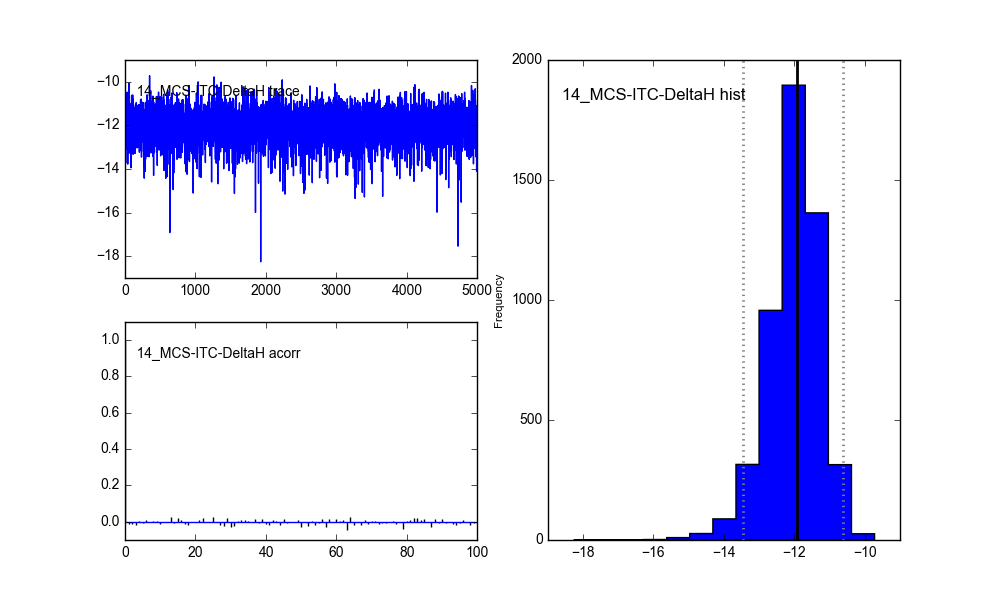 −10
14_MCS-ITC-DeltaH trace
−12
−14
−16
−18
0 1000 2000 3000 4000 5000
1.0
14_MCS-ITC-DeltaH acorr
0.8
0.6
0.4
0.2
0.0
0 20 40 60 80 100
2000
14_MCS-ITC-DeltaH hist
1500
1000
Frequency
500
0
−18 −16 −14 −12 −10